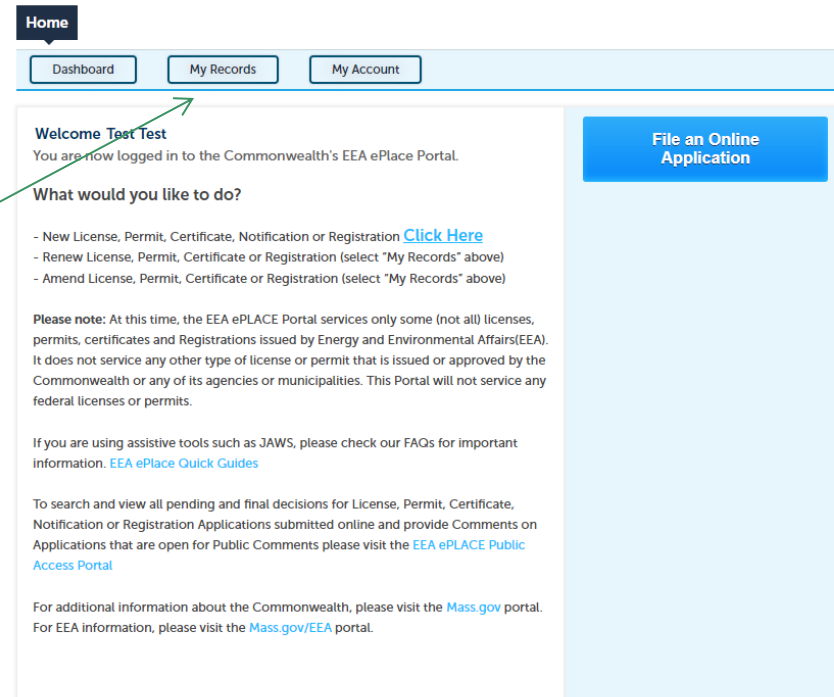 Home
Dashboard My Records My Account
Welcome Test Test
You are now logged in to the Commonwealth's EEA ePlace Portal.
What would you like to do?
- New License, Permit, Certificate, Notification or Registration Click Here
- Renew License, Permit, Certificate or Registration (select "My Records" above)
- Amend License, Permit, Certificate or Registration (select "My Records" above)
Please note: At this time, the EEA ePLACE Portal services only some (not all) licenses,
permits, certificates and Registrations issued by Energy and Environmental Affairs(EEA).
It does not service any other type of license or permit that is issued or approved by the
Commonwealth or any of its agencies or municipalities. This Portal will not service any
federal licenses or permits.
If you are using assistive tools such as JAWS, please check our FAQs for important
information. EEA ePlace Quick Guides
To search and view all pending and final decisions for License, Permit, Certificate,
Notification or Registration Applications submitted online and provide Comments on
Applications that are open for Public Comments please visit the EEA ePLACE Public
Access Portal
For additional information about the Commonwealth, please visit the Mass.gov portal.
For EEA information, please visit the Mass.gov/EEA portal.
File an Online
Application